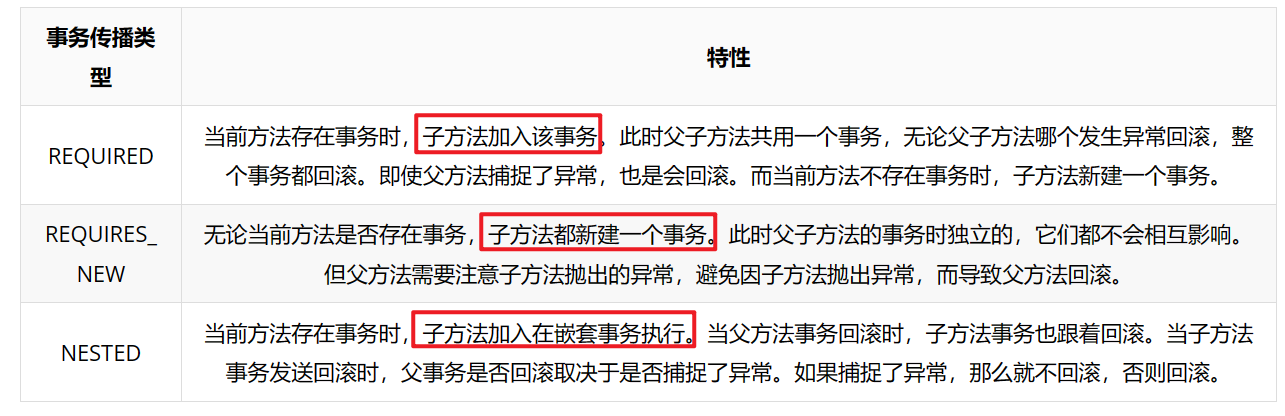 事务传播类
型
特性
REQUIRED
当前方法存在事务时，子方法加入该事务。此时父子方法共用一个事务，无论父子方法哪个发生异常回滚，整
个事务都回滚。即使父方法捕捉了异常，也是会回滚。而当前方法不存在事务时，子方法新建一个事务。
REQUIRES_
NEW
无论当前方法是否存在事务，子方法都新建一个事务。此时父子方法的事务时独立的，它们都不会相互影响。
但父方法需要注意子方法抛出的异常，避免因子方法抛出异常，而导致父方法回滚。
NESTED
当前方法存在事务时，子方法加入在嵌套事务执行。当父方法事务回滚时，子方法事务也跟着回滚。当子方法
事务发送回滚时，父事务是否回滚取决于是否捕捉了异常。如果捕捉了异常，那么就不回滚，否则回滚。